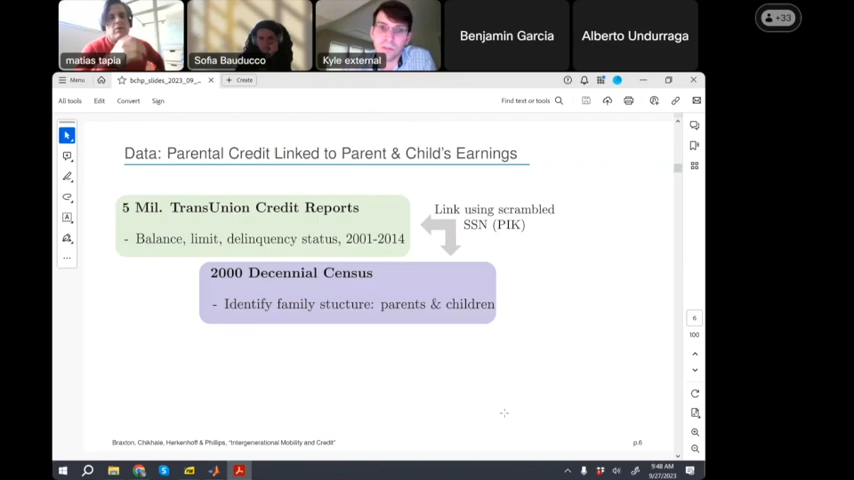 matias tapia
Sofia Bauducco
Kyle external
Benjamin Garcia
Alberto Undurraga
+33
Menu
bchp_slides_2023_09_...
Create
All tools
Edit
Convert
Sign
Find text or tools
Data: Parental Credit Linked to Parent & Child's Earnings
5 Mil. TransUnion Credit Reports
- Balance, limit, delinquency status, 2001-2014
Link using scrambled
SSN (PIK)
2000 Decennial Census
- Identify family stucture: parents & children
6
100
Braxton, Chikhale, Herkenhoff & Phillips, "Intergenerational Mobility and Credit"
p.6
9:48 AM
9/27/2023